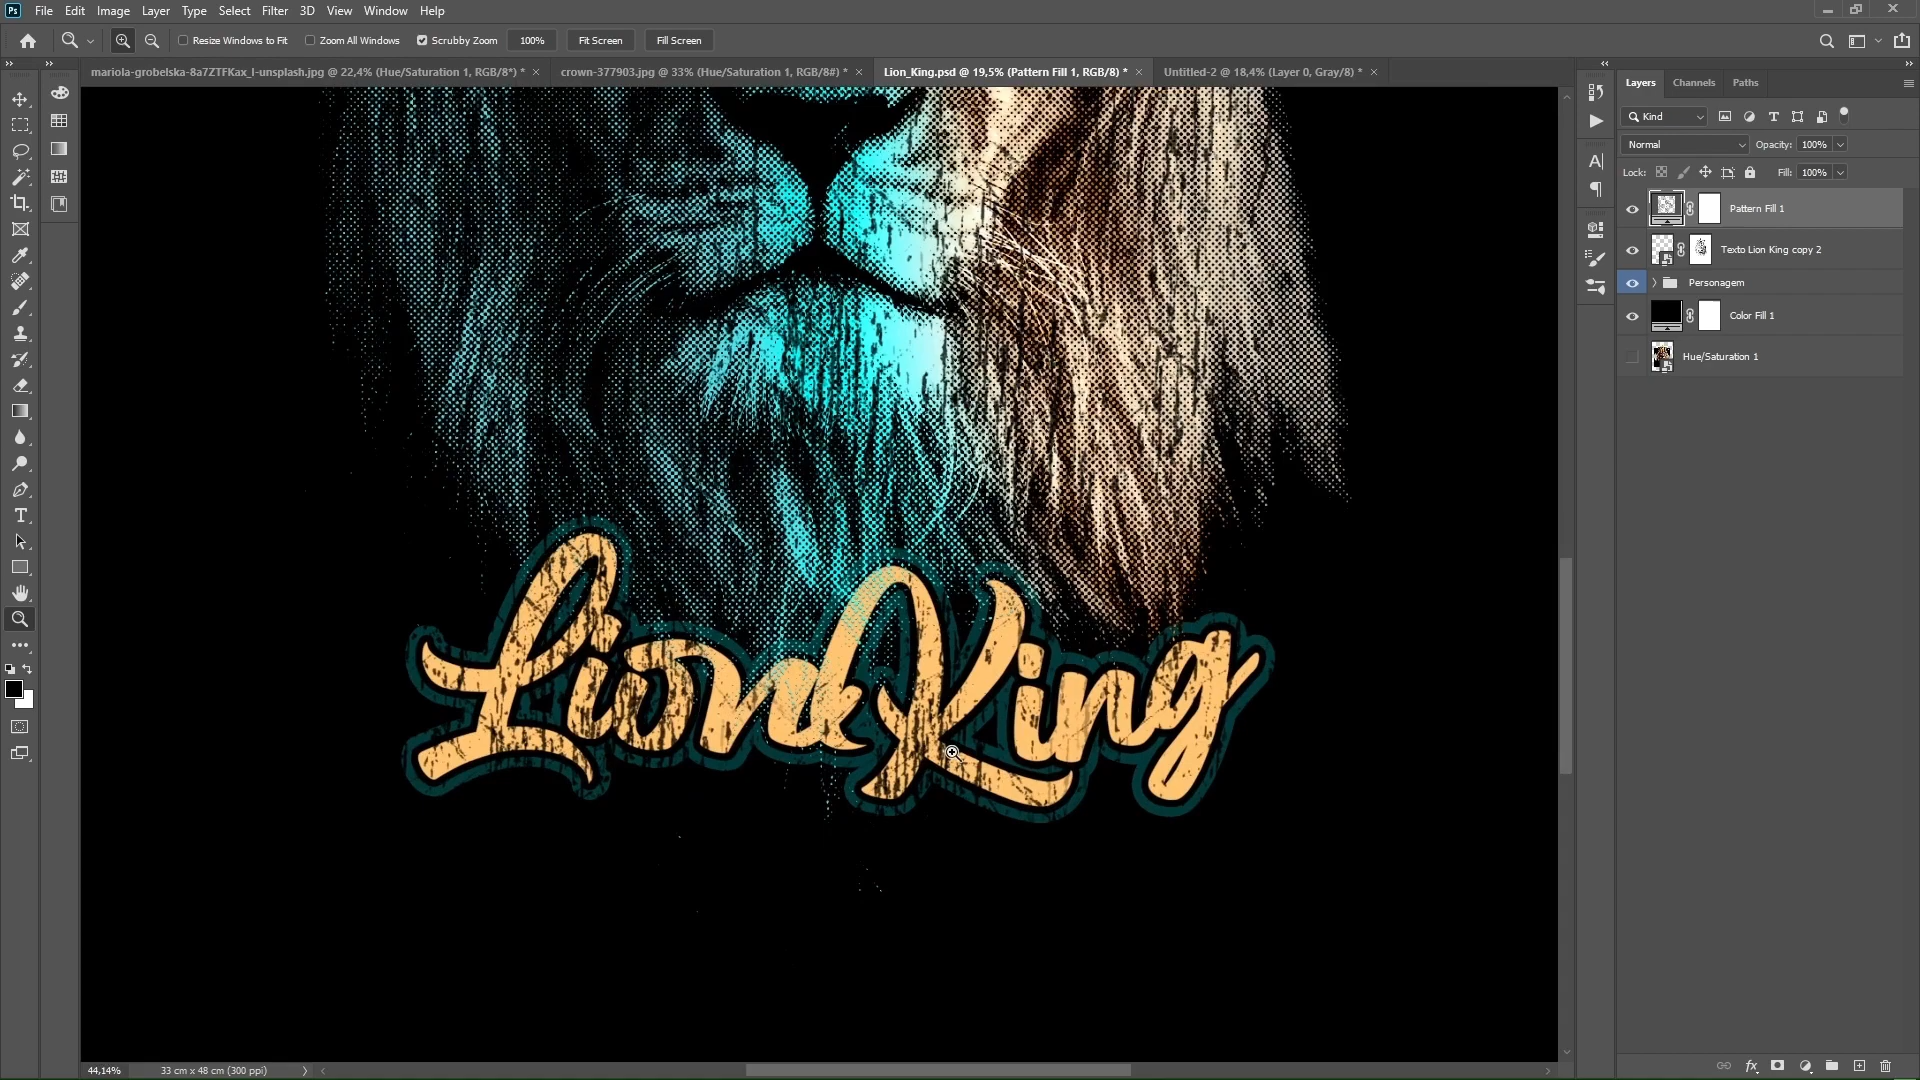 Ps File Edit Image Layer Type Select Filter 3D View Window Help
Resize Windows to Fit Zoom All Windows Scrubby Zoom 100% Fit Screen Fill Screen
mariola-grobelska-8a7ZTFKax_I-unsplash.jpg @ 22,4% (Hue/Saturation 1, RGB/8*) * crown-377903.jpg @ 33% (Hue/Saturation 1, RGB/8#) * Lion_King.psd @ 19,5% (Pattern Fill 1, RGB/8) * Untitled-2 @ 18,4% (Layer 0, Gray/8) *
Layers Channels Paths
Kind
Normal Opacity: 100%
Lock: Fill: 100%
Pattern Fill 1
Texto Lion King copy 2
Personagem
Color Fill 1
Hue/Saturation 1
Lion King
44,14% 33 cm x 48 cm (300 ppi)